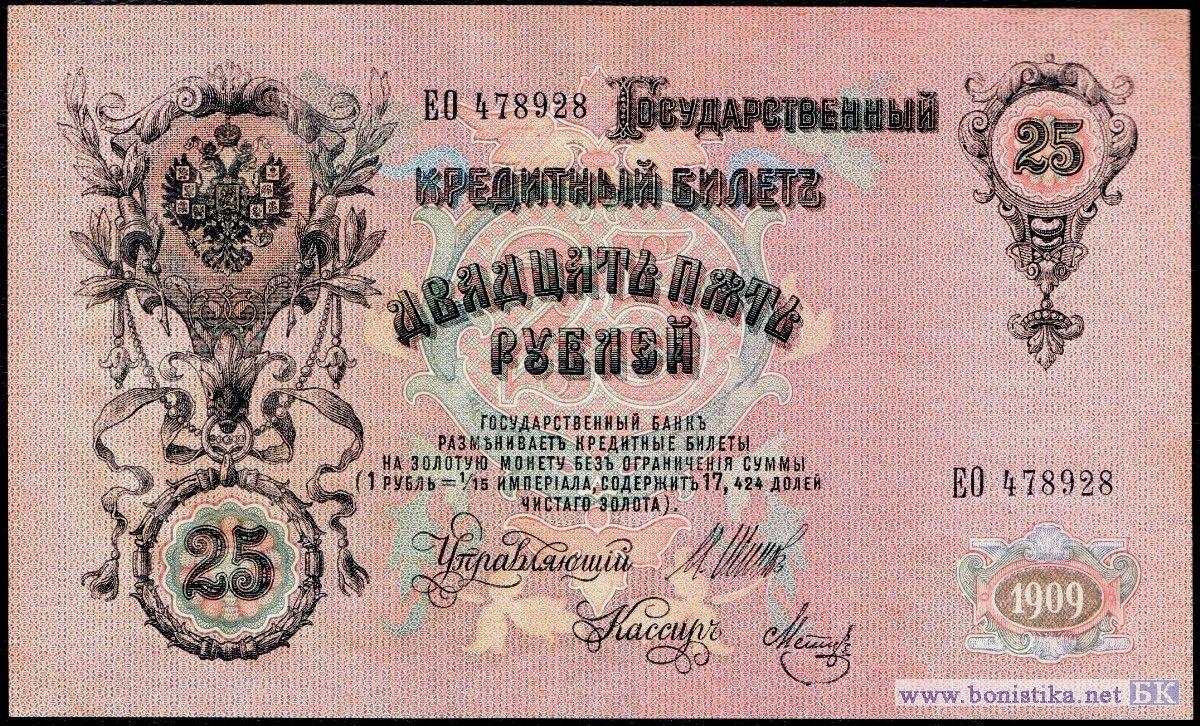 ЕО 478928
Государственный
Кредитный Билетъ
25
Двадцать пять
рублей
Государственный Банкъ
размѣниваетъ кредитные билеты
на золотую монету безъ ограниченія суммы
(1 рубль = 1/15 имперіала, содержитъ 17, 424 долей
чистаго золота).
25
ЕО 478928
Управляющій
Кассиръ
1909
www.bonistika.net БК